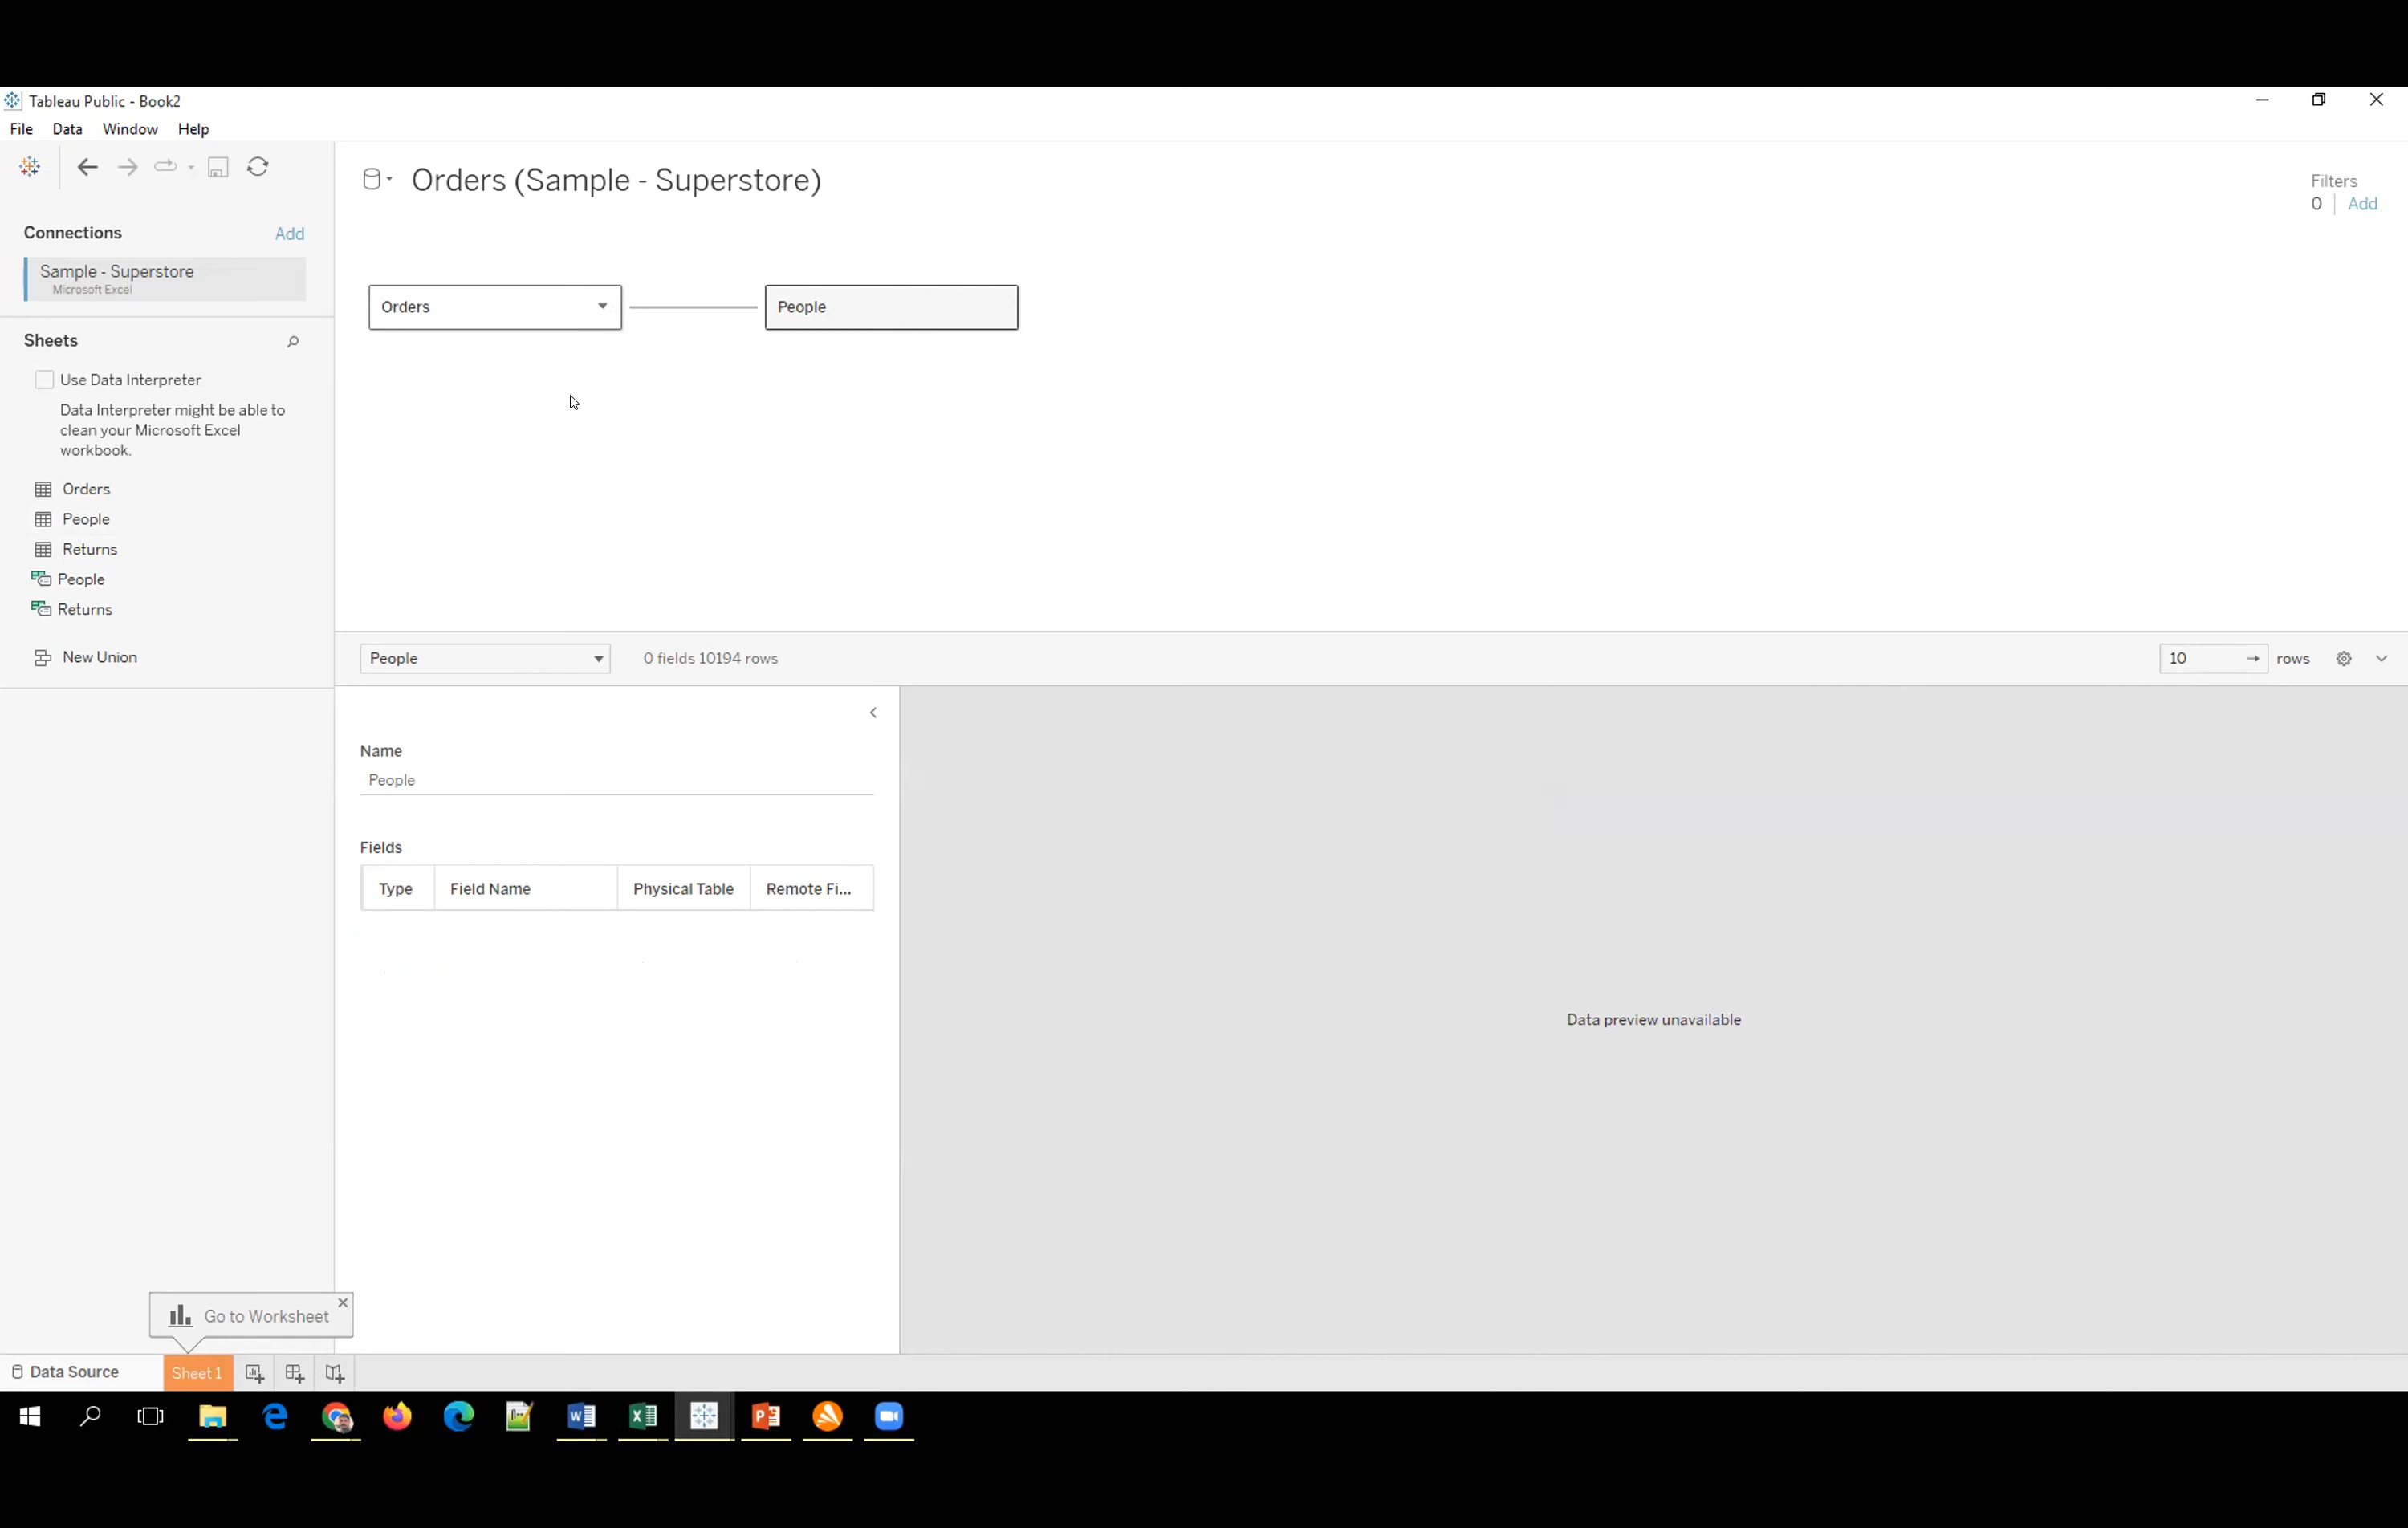 Tableau Public - Book2
File Data Window Help
Connections Add
Sample - Superstore
Microsoft Excel
Sheets
Use Data Interpreter
Data Interpreter might be able to
clean your Microsoft Excel
workbook.
Orders
People
Returns
People
Returns
New Union
Orders (Sample - Superstore)
Filters
0 Add
Orders
People
People 0 fields 10194 rows
10 rows
Name
People
Fields
Type Field Name Physical Table Remote Fi...
Data preview unavailable
Go to Worksheet
Data Source Sheet 1